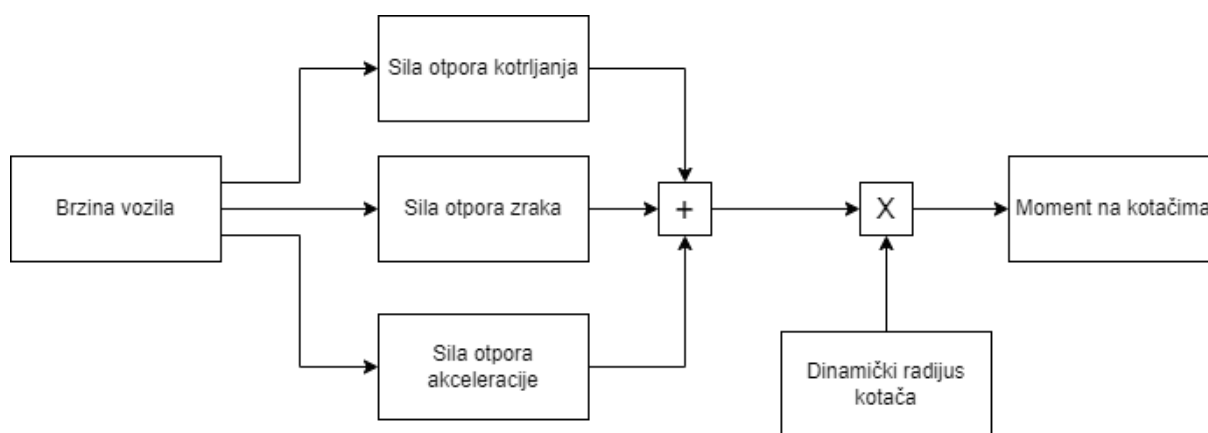 Sila otpora kotrljanja
Brzina vozila
Sila otpora zraka
+
X
Moment na kotačima
Sila otpora
akceleracije
Dinamički radijus
kotača